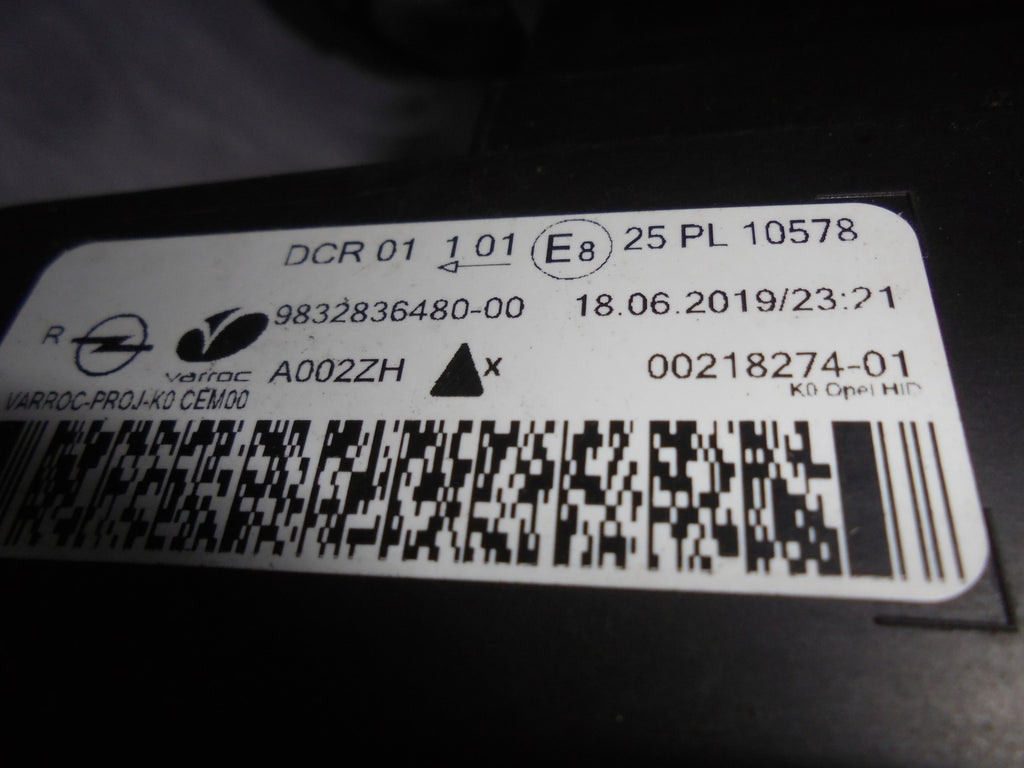 DCR 01 1 01 E8 25 PL 10578
9832836480-00 18.06.2019/23:21
R varroc A002ZH X 00218274-01
VARROC-PROJ-K0 CEM00 K0 Opel HID